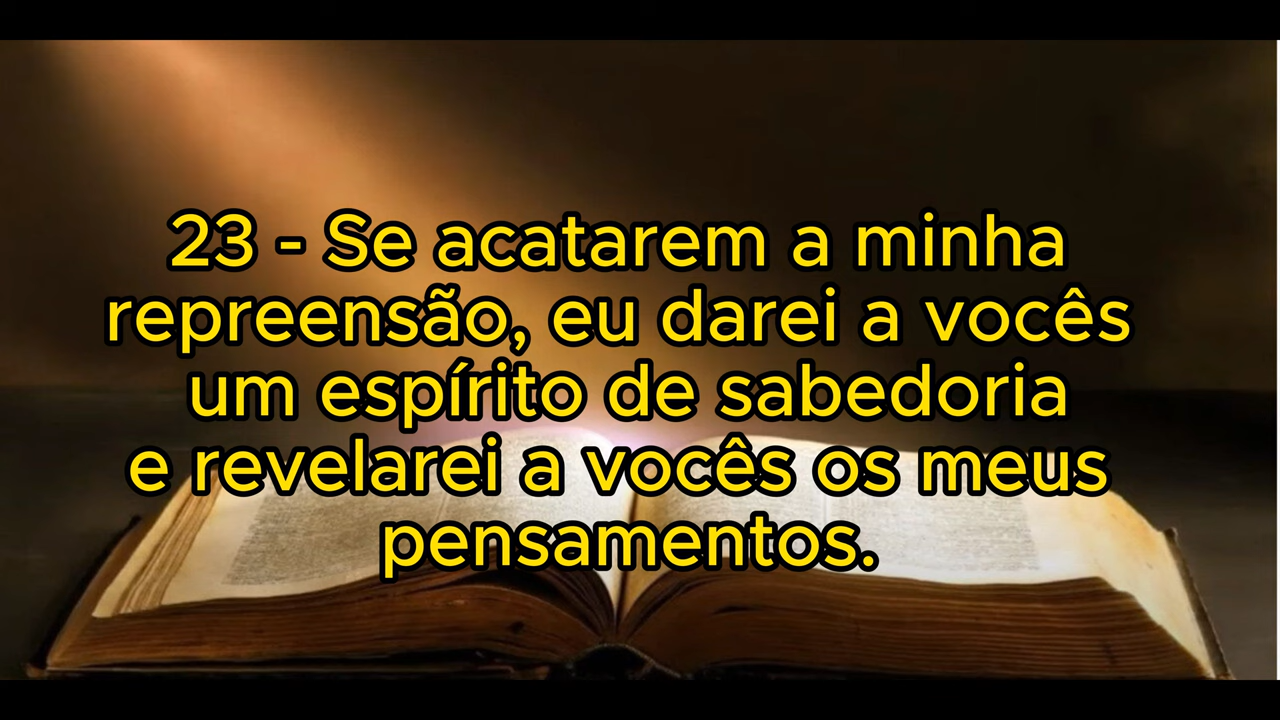 23 - Se acatarem a minha
repreensão, eu darei a vocês
um espírito de sabedoria
e revelarei a vocês os meus
pensamentos.